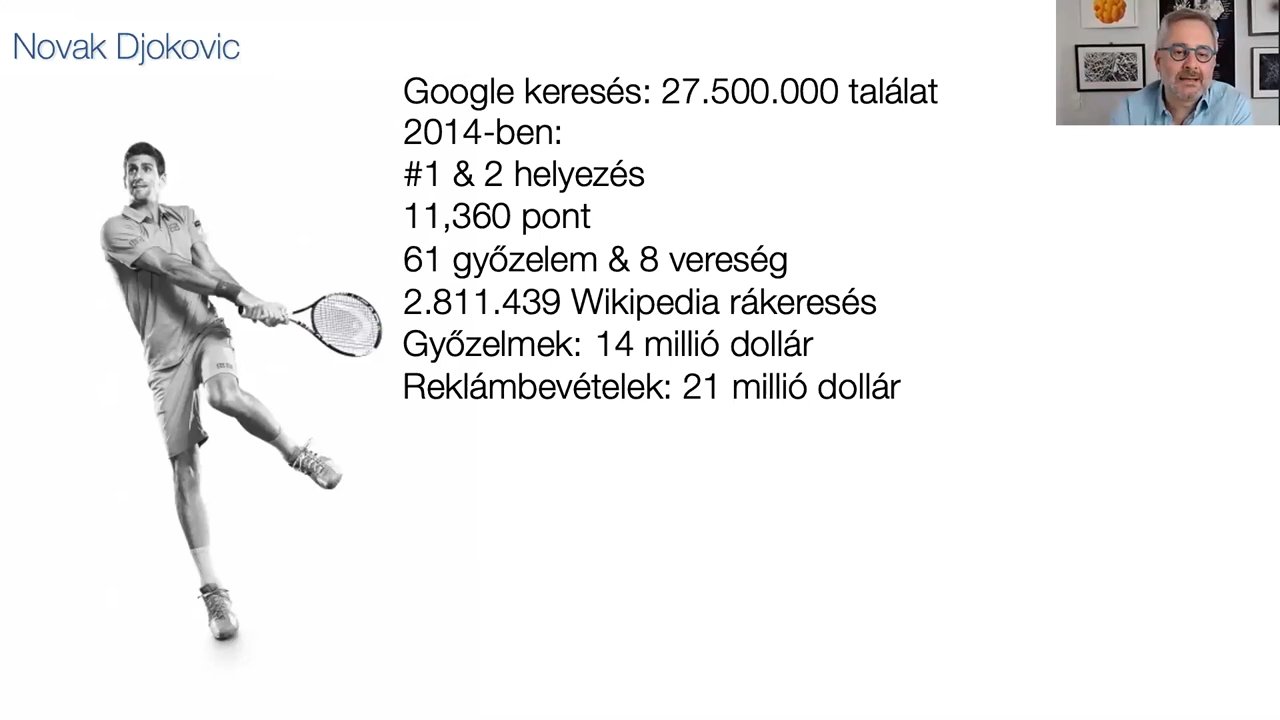 Novak Djokovic
Google keresés: 27.500.000 találat
2014-ben:
#1 & 2 helyezés
11,360 pont
61 győzelem & 8 vereség
2.811.439 Wikipedia rákeresés
Győzelmek: 14 millió dollár
Reklámbevételek: 21 millió dollár